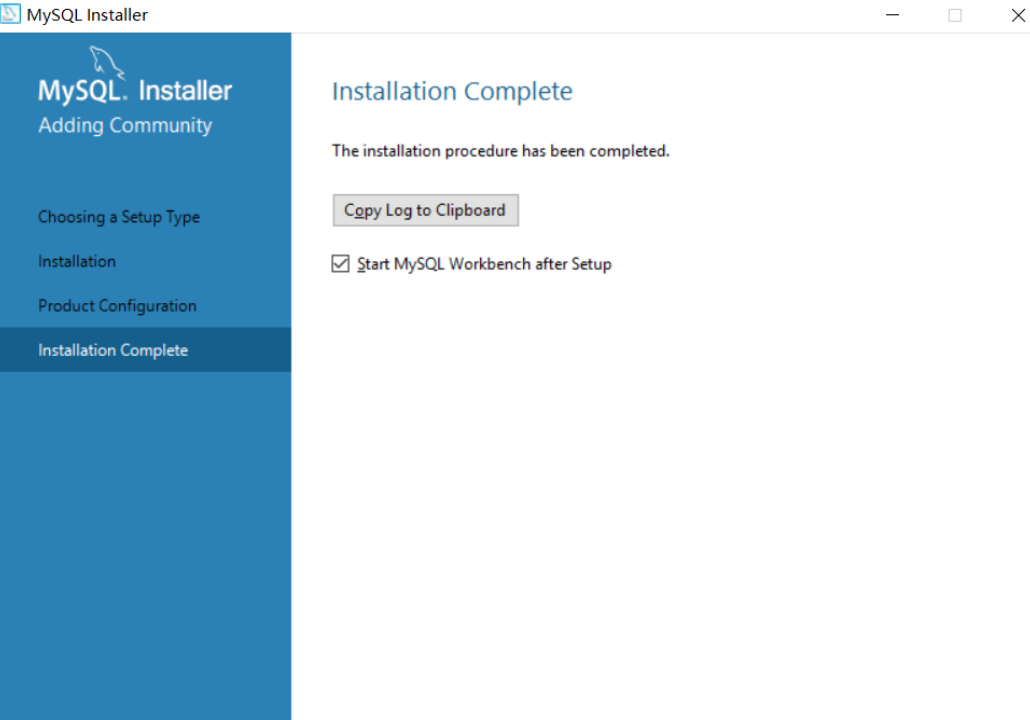 MySQL Installer
MySQL. Installer
Adding Community
Choosing a Setup Type
Installation
Product Configuration
Installation Complete
Installation Complete
The installation procedure has been completed.
Copy Log to Clipboard
Start MySQL Workbench after Setup